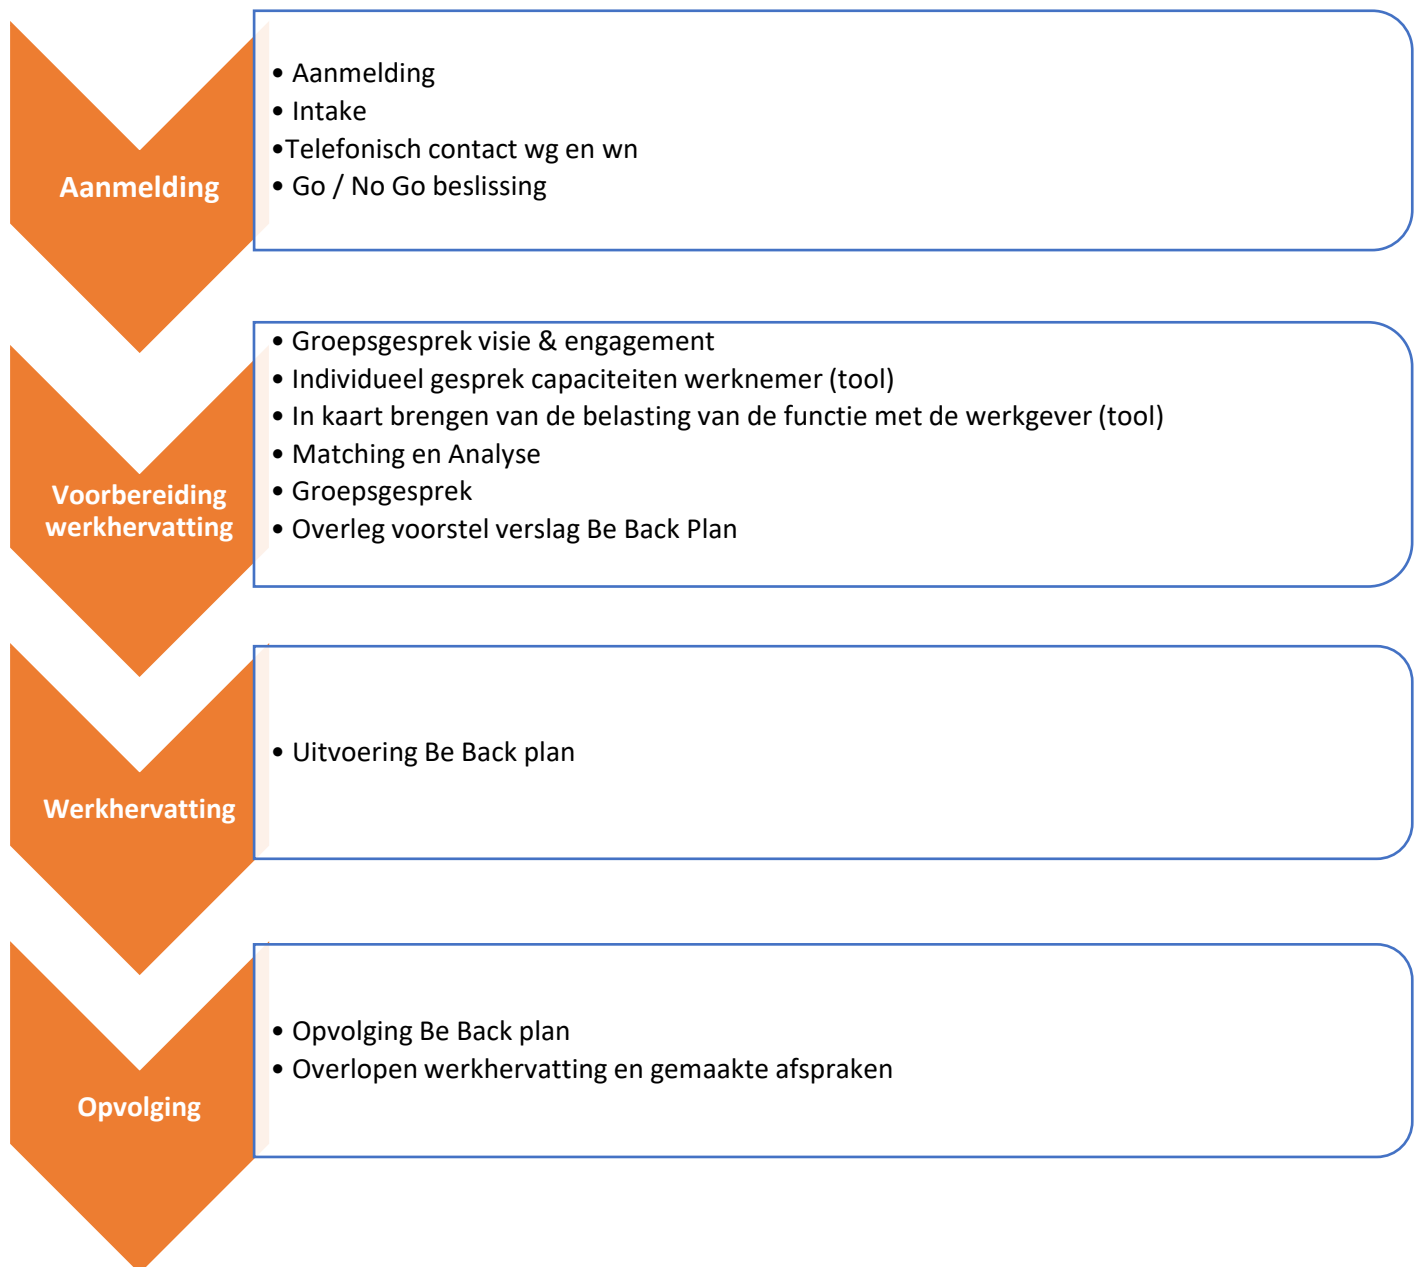 Aanmelding
• Aanmelding
• Intake
•Telefonisch contact wg en wn
• Go / No Go beslissing
Voorbereiding
werkhervatting
• Groepsgesprek visie & engagement
• Individueel gesprek capaciteiten werknemer (tool)
• In kaart brengen van de belasting van de functie met de werkgever (tool)
• Matching en Analyse
• Groepsgesprek
• Overleg voorstel verslag Be Back Plan
Werkhervatting
• Uitvoering Be Back plan
Opvolging
• Opvolging Be Back plan
• Overlopen werkhervatting en gemaakte afspraken